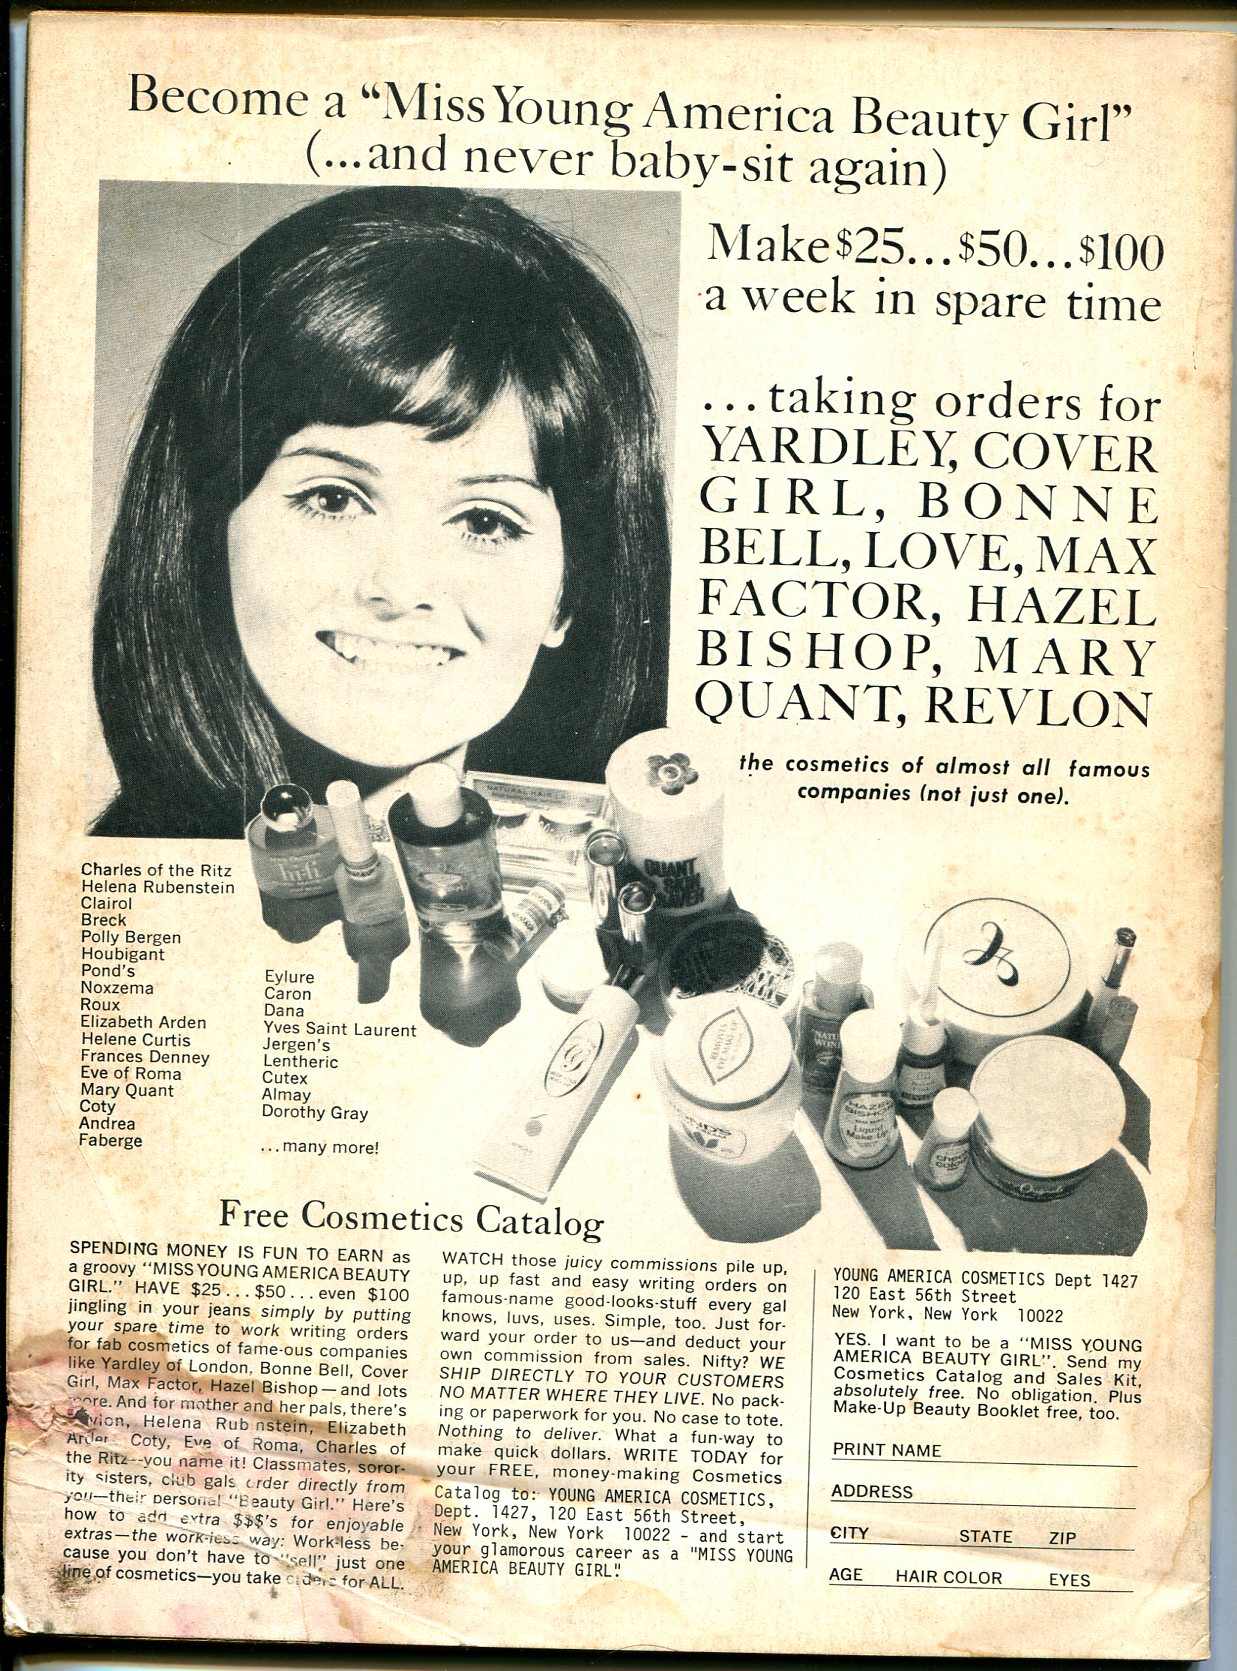 Become a “Miss Young America Beauty Girl”
(...and never baby-sit again)
Make $25...$50...$100
a week in spare time
...taking orders for
YARDLEY, COVER
GIRL, BONNE
BELL, LOVE, MAX
FACTOR, HAZEL
BISHOP, MARY
QUANT, REVLON
the cosmetics of almost all famous
companies (not just one).
NATURAL HAIR
QUANT
SKIN
hi-fi
POND'S
HAZEL
BISHOP
Liquid
Make-Up
Charles of the Ritz
Helena Rubenstein
Clairol
Breck
Polly Bergen
Houbigant
Pond's
Noxzema
Roux
Elizabeth Arden
Helene Curtis
Frances Denney
Eve of Roma
Mary Quant
Coty
Andrea
Faberge
Eylure
Caron
Dana
Yves Saint Laurent
Jergen's
Lentheric
Cutex
Almay
Dorothy Gray
...many more!
Free Cosmetics Catalog
SPENDING MONEY IS FUN TO EARN as
a groovy "MISS YOUNG AMERICA BEAUTY
GIRL." HAVE $25...$50...even $100
jingling in your jeans simply by putting
your spare time to work writing orders
for fab cosmetics of fame-ous companies
like Yardley of London, Bonne Bell, Cover
Girl, Max Factor, Hazel Bishop—and lots
more. And for mother and her pals, there's
Helena Rub nstein, Elizabeth
Arden Coty, Eve of Roma, Charles of
the Ritz--you name it! Classmates, soror-
ity sisters, club gals order directly from
you—their personal "Beauty Girl." Here's
how to add extra $$$'s for enjoyable
extras—the work-less way: Work-less be-
cause you don't have to "sell" just one
line of cosmetics—you take orders for ALL.
WATCH those juicy commissions pile up,
up, up fast and easy writing orders on
famous-name good-looks-stuff every gal
knows, luvs, uses. Simple, too. Just for-
ward your order to us—and deduct your
own commission from sales. Nifty? WE
SHIP DIRECTLY TO YOUR CUSTOMERS
NO MATTER WHERE THEY LIVE. No pack-
ing or paperwork for you. No case to tote.
Nothing to deliver. What a fun-way to
make quick dollars. WRITE TODAY for
your FREE, money-making Cosmetics
Catalog to: YOUNG AMERICA COSMETICS,
Dept. 1427, 120 East 56th Street,
New York, New York 10022 - and start
your glamorous career as a "MISS YOUNG
AMERICA BEAUTY GIRL."
YOUNG AMERICA COSMETICS Dept 1427
120 East 56th Street
New York, New York 10022
YES. I want to be a "MISS YOUNG
AMERICA BEAUTY GIRL". Send my
Cosmetics Catalog and Sales Kit,
absolutely free. No obligation. Plus
Make-Up Beauty Booklet free, too.
PRINT NAME
ADDRESS
CITY STATE ZIP
AGE HAIR COLOR EYES